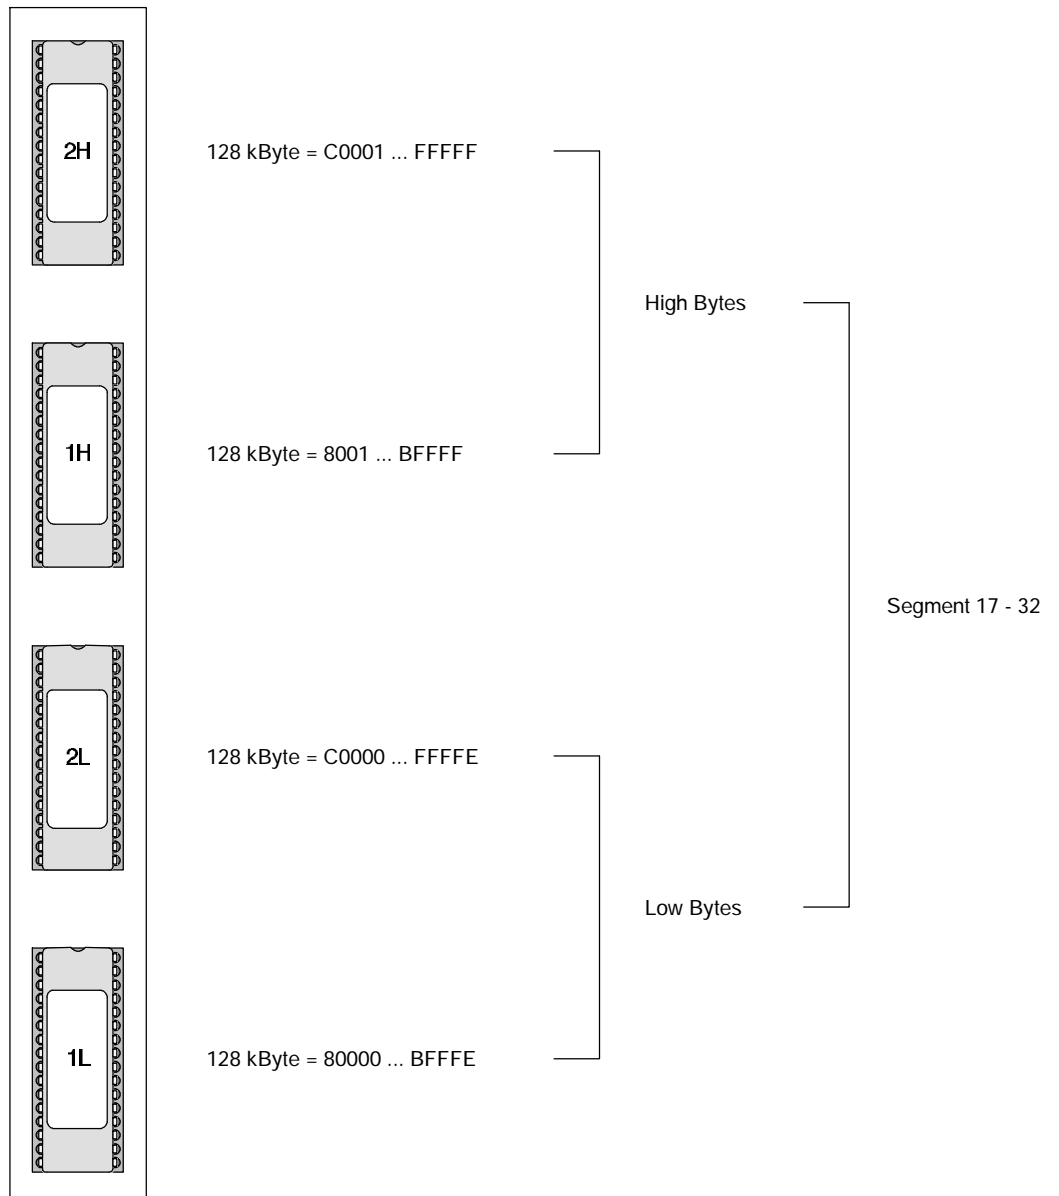 2H
128 kByte = C0001 ... FFFFF
High Bytes
1H
128 kByte = 8001 ... BFFFF
Segment 17 - 32
2L
128 kByte = C0000 ... FFFFE
Low Bytes
1L
128 kByte = 80000 ... BFFFE